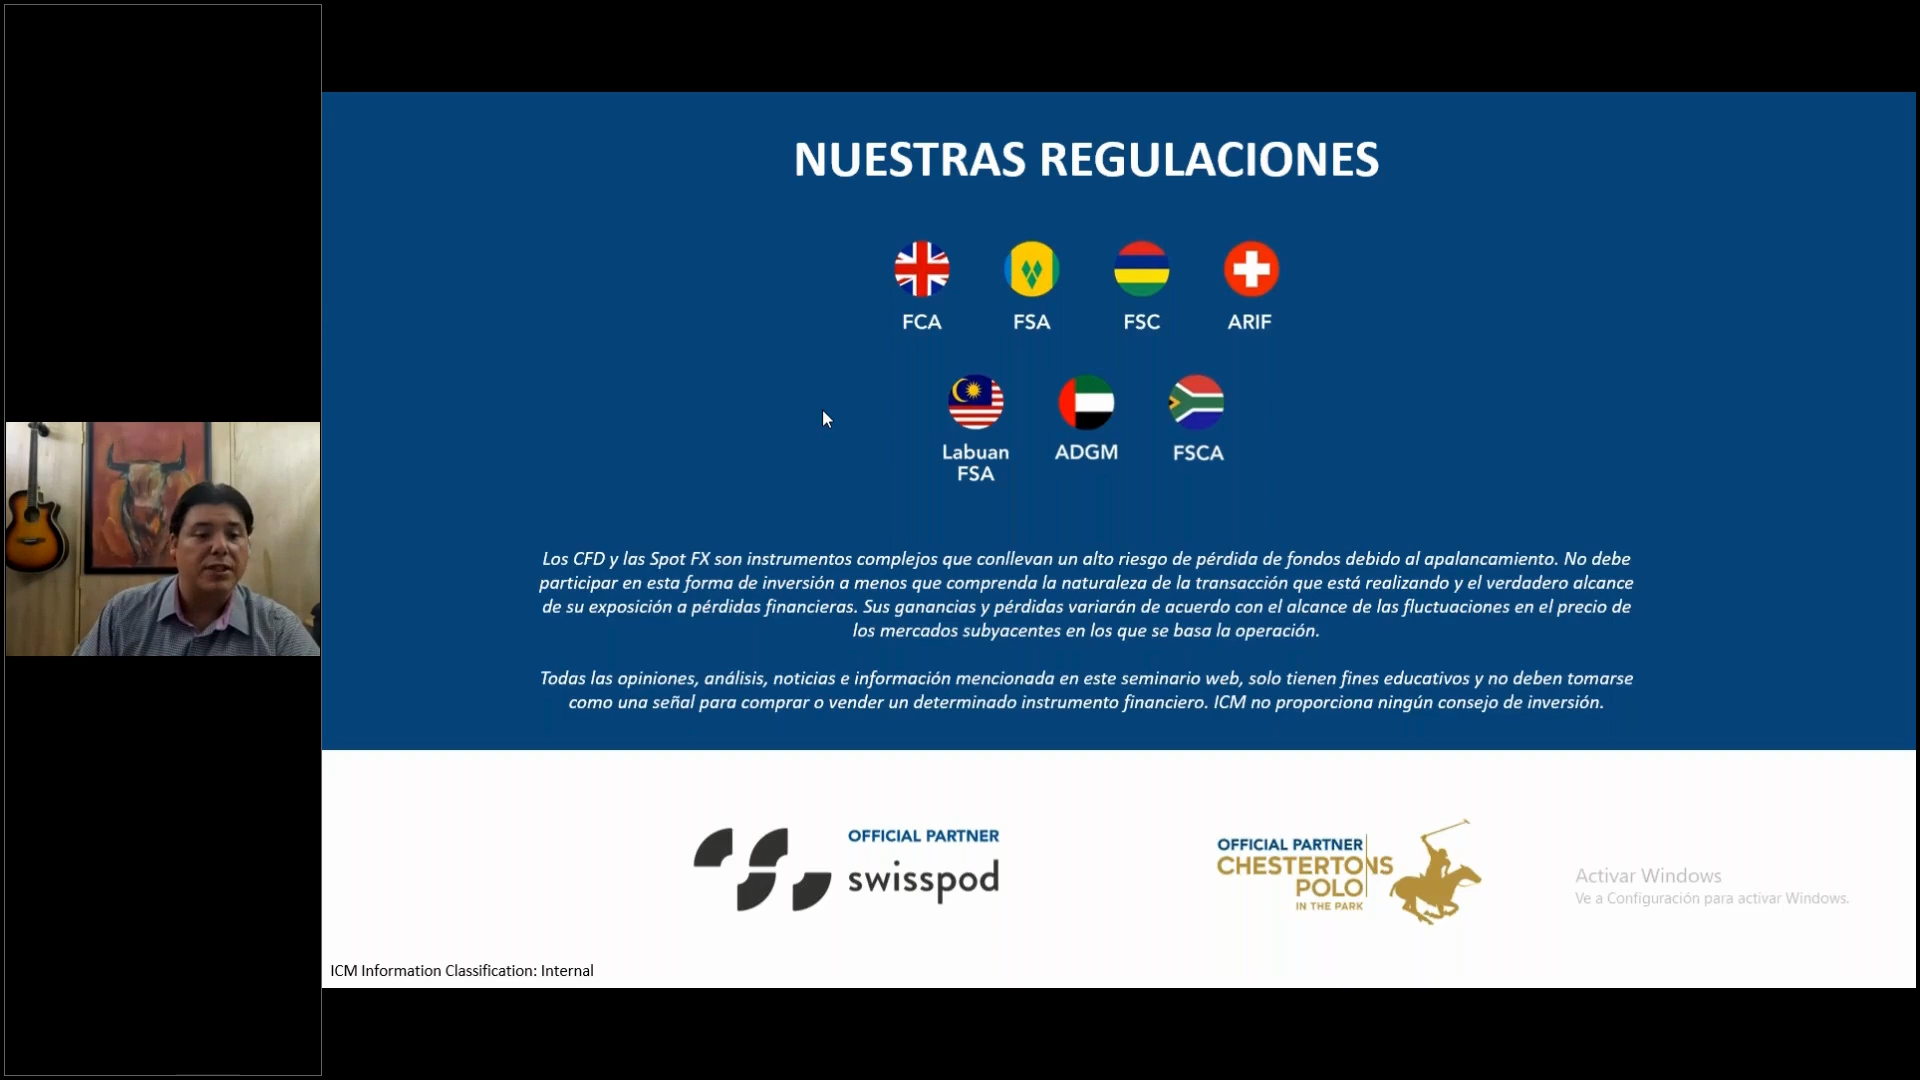 NUESTRAS REGULACIONES
FCA
FSA
FSC
ARIF
Labuan
FSA
ADGM
FSCA
Los CFD y las Spot FX son instrumentos complejos que conllevan un alto riesgo de pérdida de fondos debido al apalancamiento. No debe
participar en esta forma de inversión a menos que comprenda la naturaleza de la transacción que está realizando y el verdadero alcance
de su exposición a pérdidas financieras. Sus ganancias y pérdidas variarán de acuerdo con el alcance de las fluctuaciones en el precio de
los mercados subyacentes en los que se basa la operación.
Todas las opiniones, análisis, noticias e información mencionada en este seminario web, solo tienen fines educativos y no deben tomarse
como una señal para comprar o vender un determinado instrumento financiero. ICM no proporciona ningún consejo de inversión.
OFFICIAL PARTNER
swisspod
OFFICIAL PARTNER
CHESTERTONS
POLO
IN THE PARK
Activar Windows
Ve a Configuración para activar Windows.
ICM Information Classification: Internal